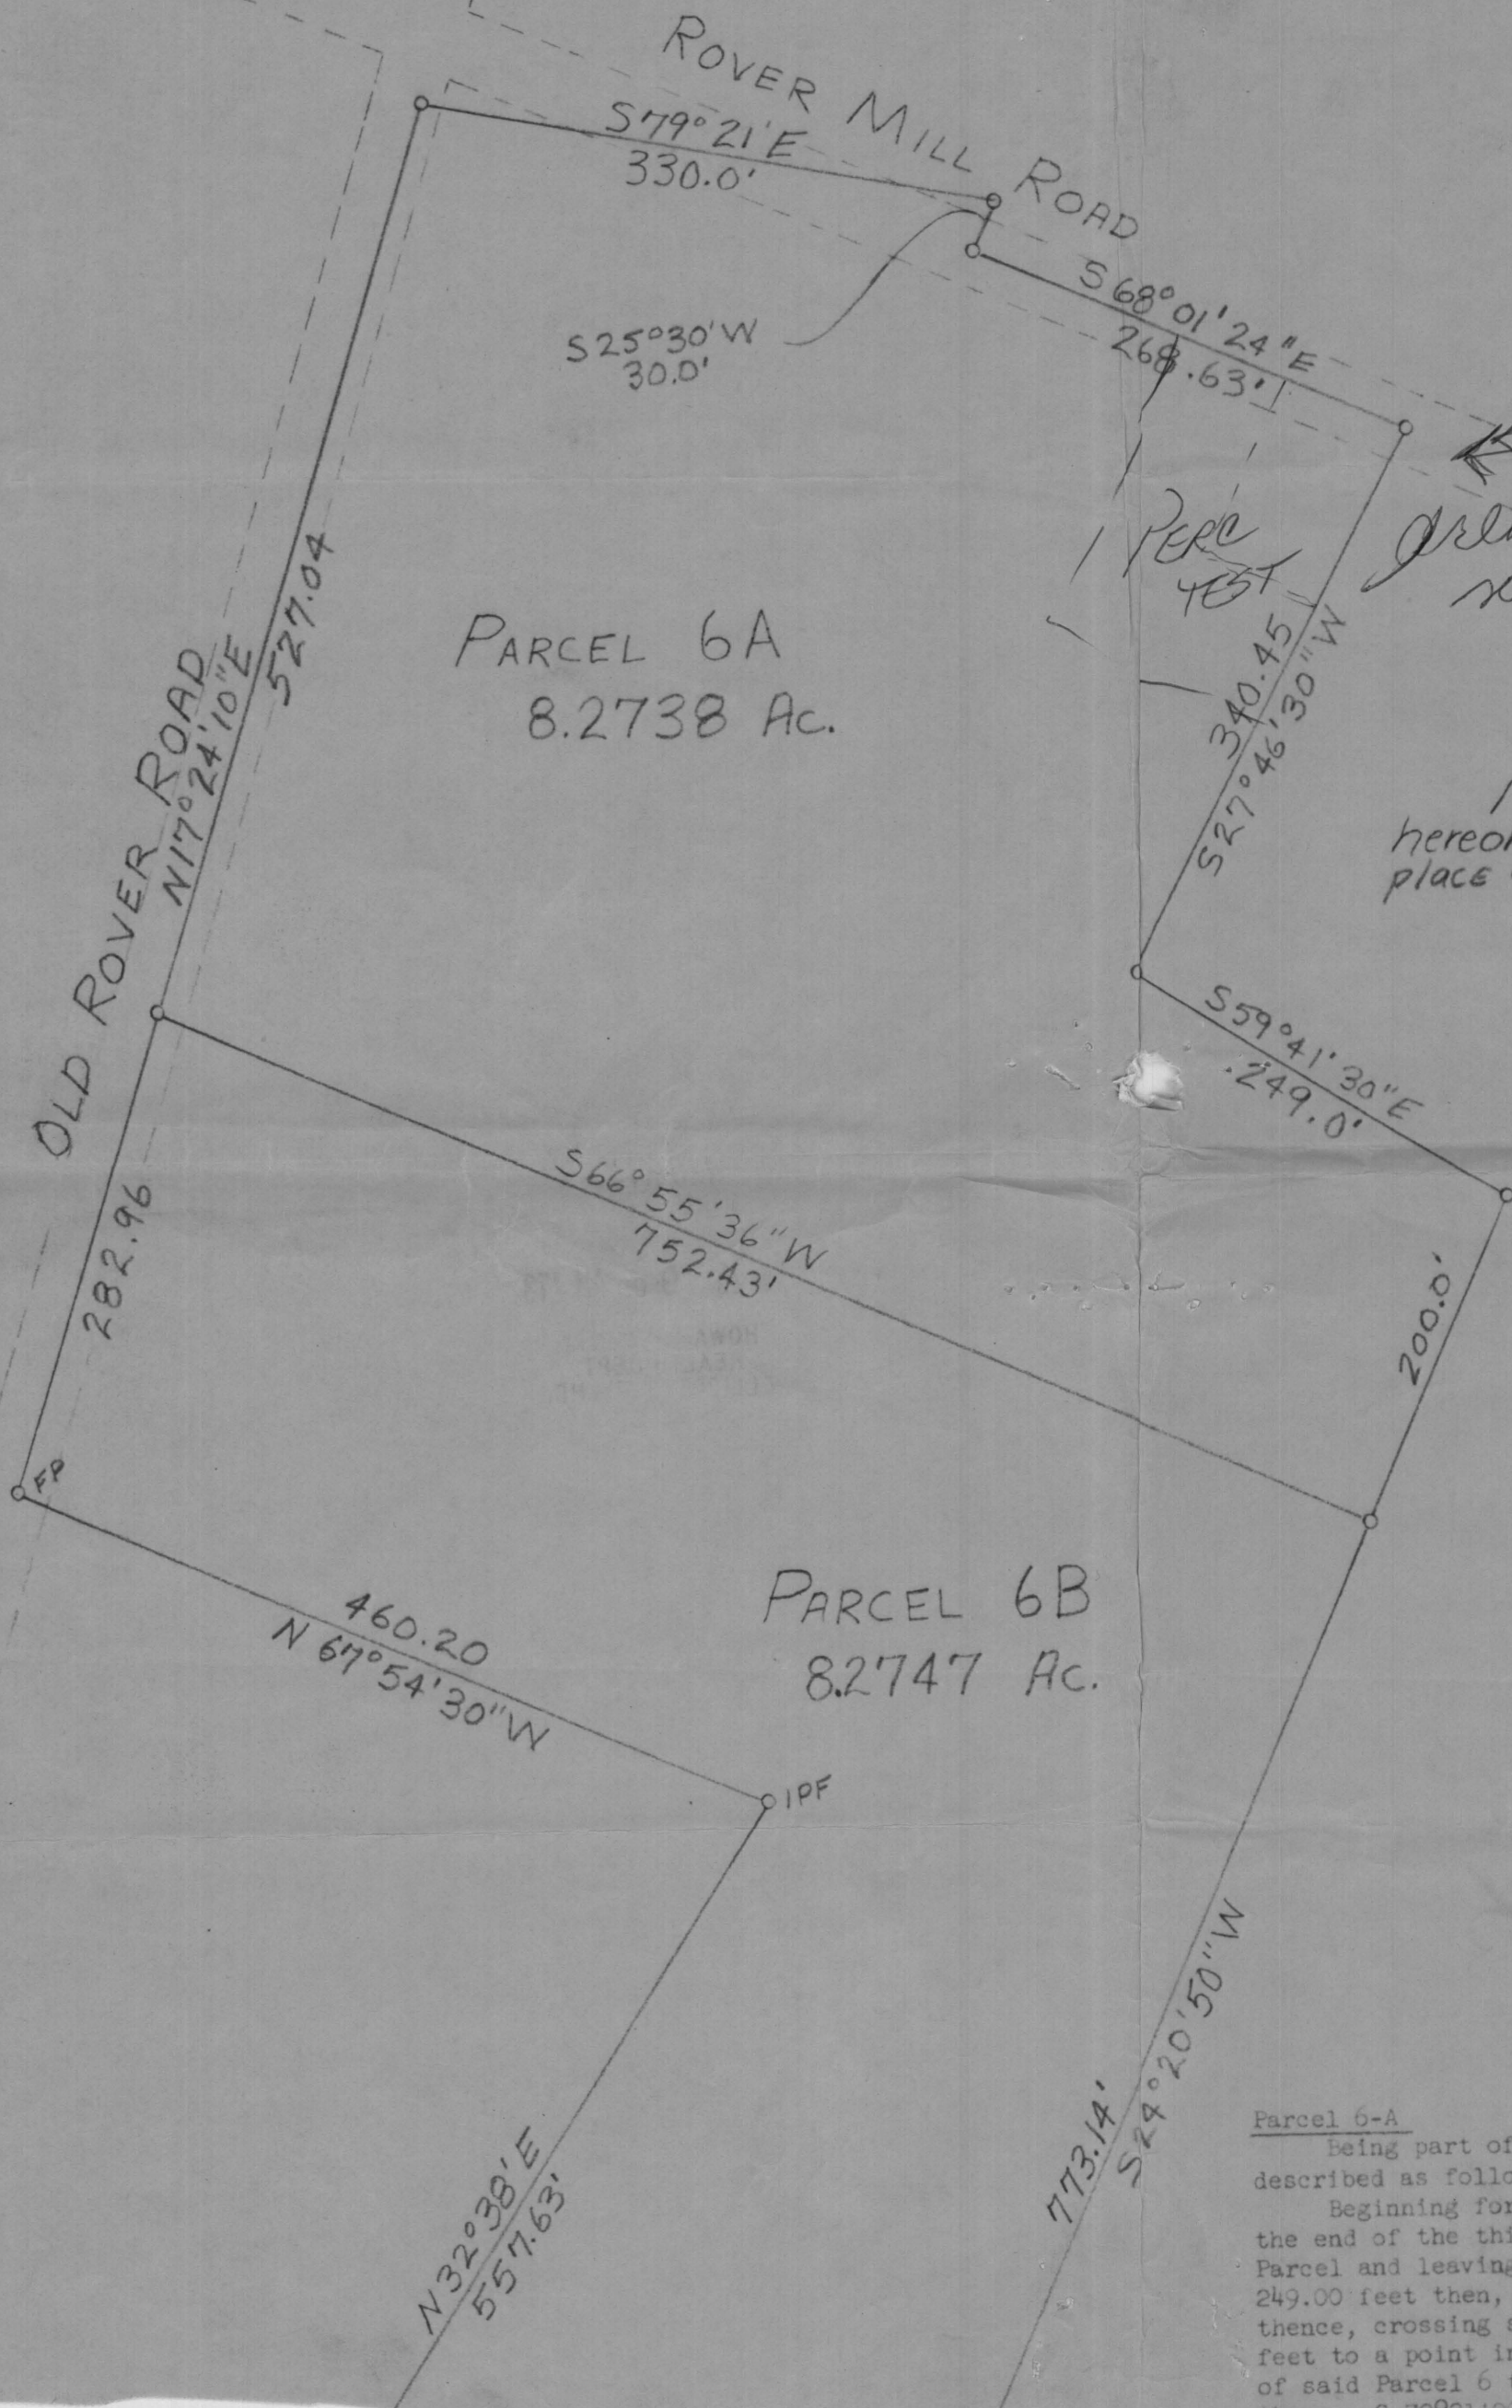 ROVER MILL ROAD
S79°21'E
330.0'
S25°30'W
30.0'
S68°01'24"E
268.63'
PERC
TEST
527.04
N17°24'10"E
OLD ROVER ROAD
PARCEL 6A
8.2738 Ac.
340.45
S27°46'30"W
place
S59°41'30"E
249.0'
S66°55'36"W
752.43'
282.96
200.0'
FP
460.20
N67°54'30"W
PARCEL 6B
8.2747 Ac.
IPF
773.14'
S24°20'50"W
N32°38'E
557.63'
Parcel 6-A
Being part of
described as
Beginning for
the end of the
Parcel and
249.00 feet then,
thence, crossing
feet to a point
of said Parcel 6